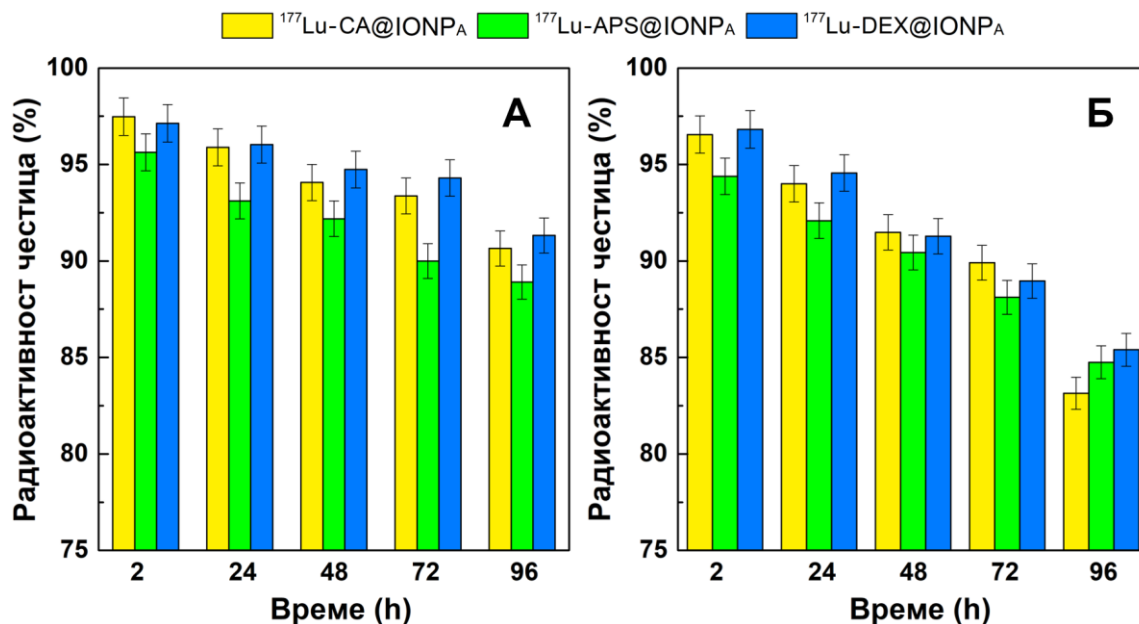 ¹⁷⁷Lu-CA@IONPA ¹⁷⁷Lu-APS@IONPA ¹⁷⁷Lu-DEX@IONPA
А
Радиоактивност честица (%)
100
95
90
85
80
75
2 24 48 72 96
Време (h)
Б
Радиоактивност честица (%)
100
95
90
85
80
75
2 24 48 72 96
Време (h)